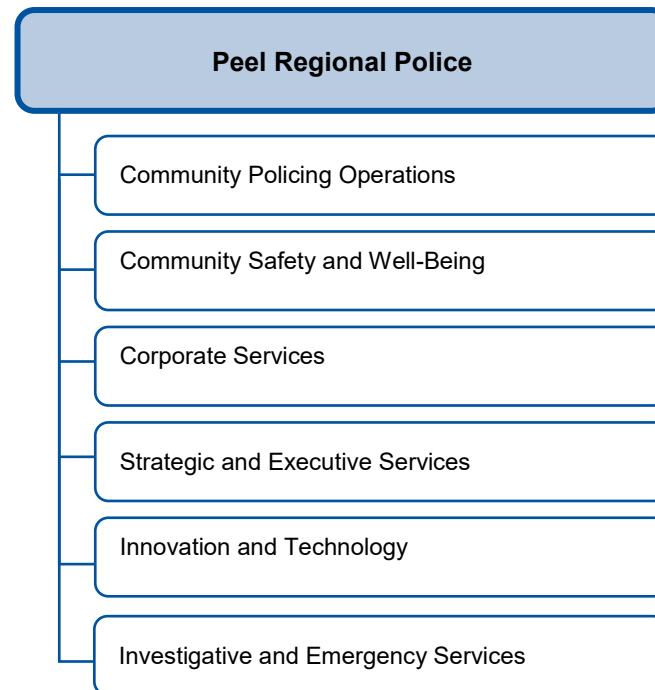 Peel Regional Police
Community Policing Operations
Community Safety and Well-Being
Corporate Services
Strategic and Executive Services
Innovation and Technology
Investigative and Emergency Services